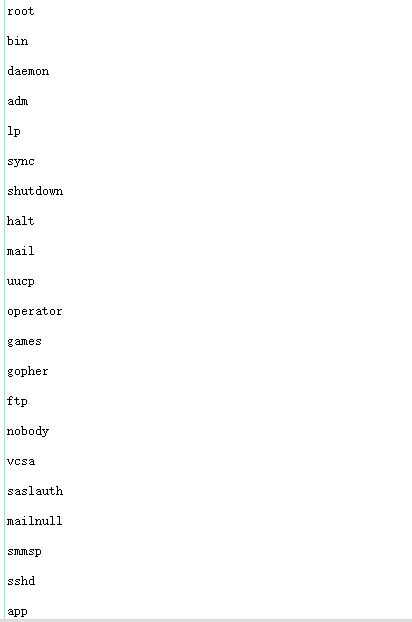 root
bin
daemon
adm
lp
sync
shutdown
halt
mail
uucp
operator
games
gopher
ftp
nobody
vcsa
saslauth
mailnull
smmsp
sshd
app